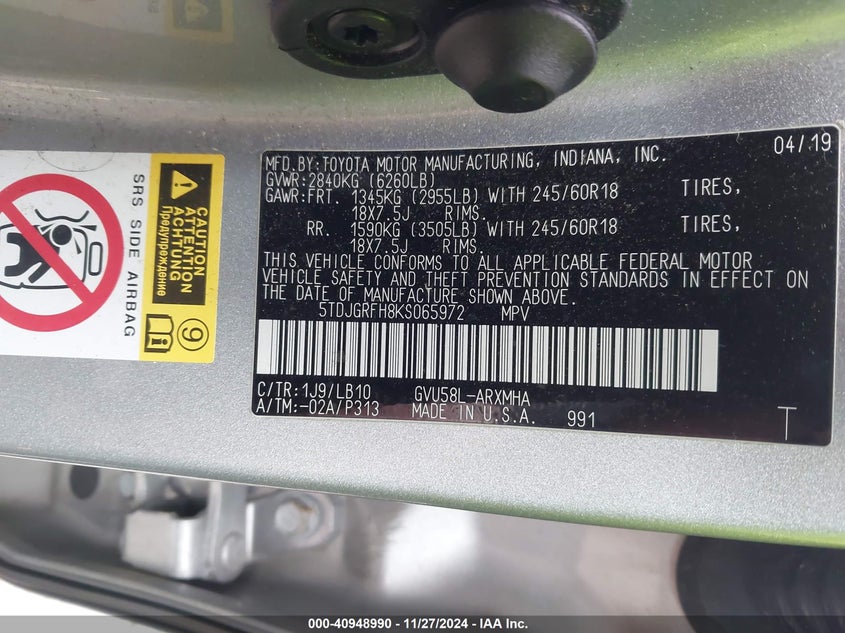 MFD.BY:TOYOTA MOTOR MANUFACTURING, INDIANA, INC. 04/19
GVWR:2840KG (6260LB)
GAWR:FRT. 1345KG (2955LB) WITH 245/60R18 TIRES,
18X7.5J RIMS.
RR. 1590KG (3505LB) WITH 245/60R18 TIRES,
18X7.5J RIMS.
THIS VEHICLE CONFORMS TO ALL APPLICABLE FEDERAL MOTOR
VEHICLE SAFETY AND THEFT PREVENTION STANDARDS IN EFFECT ON
THE DATE OF MANUFACTURE SHOWN ABOVE.
5TDJGRFH8KS065972 MPV
C/TR:1J9/LB10 GVU58L-ARXMHA
A/TM:-02A/P313 MADE IN U.S.A. 991
T
SRS SIDE AIRBAG
CAUTION
ATTENTION
ACHTUNG
Предупреждение
9
000-40948990 - 11/27/2024 - © IAA Inc.